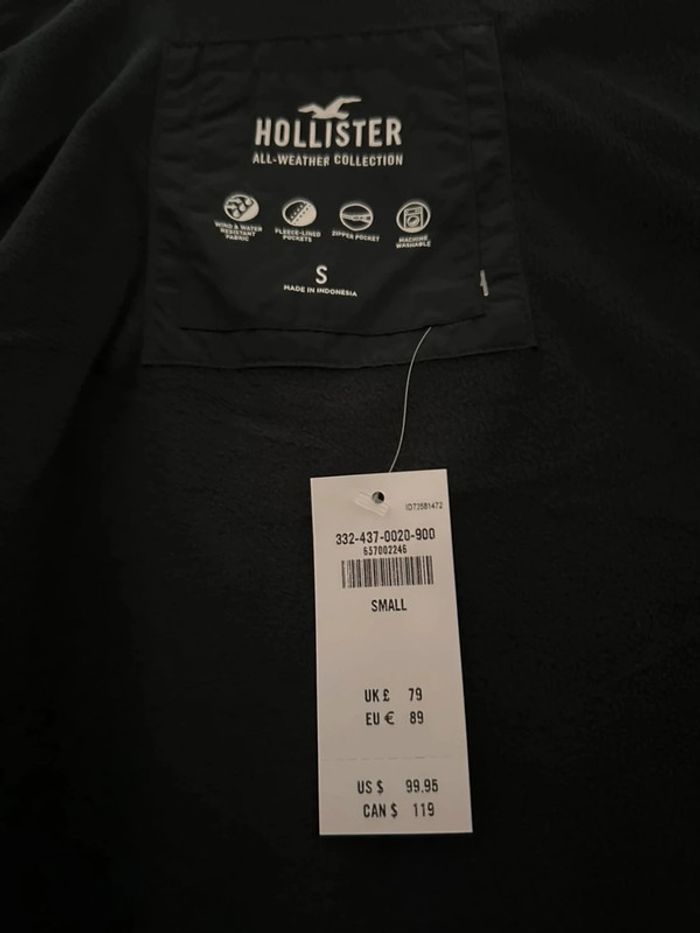 HOLLISTER
ALL-WEATHER COLLECTION
WIND & WATER
RESISTANT
FABRIC
FLEECE-LINED
POCKETS
ZIPPER POCKET
MACHINE
WASHABLE
S
MADE IN INDONESIA
ID73581472
332-437-0020-900
637002246
SMALL
UK £ 79
EU € 89
US $ 99.95
CAN $ 119